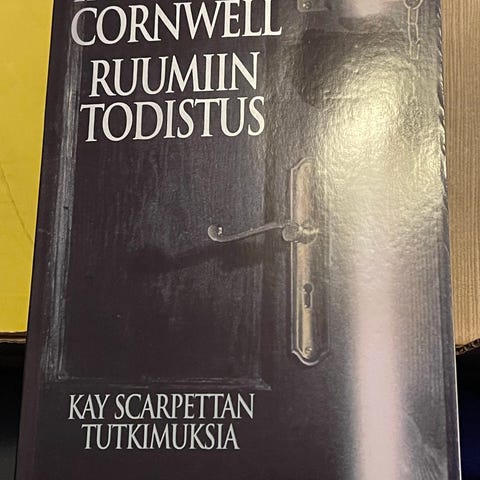 CORNWELL
RUUMIIN
TODISTUS
KAY SCARPETTAN
TUTKIMUKSIA